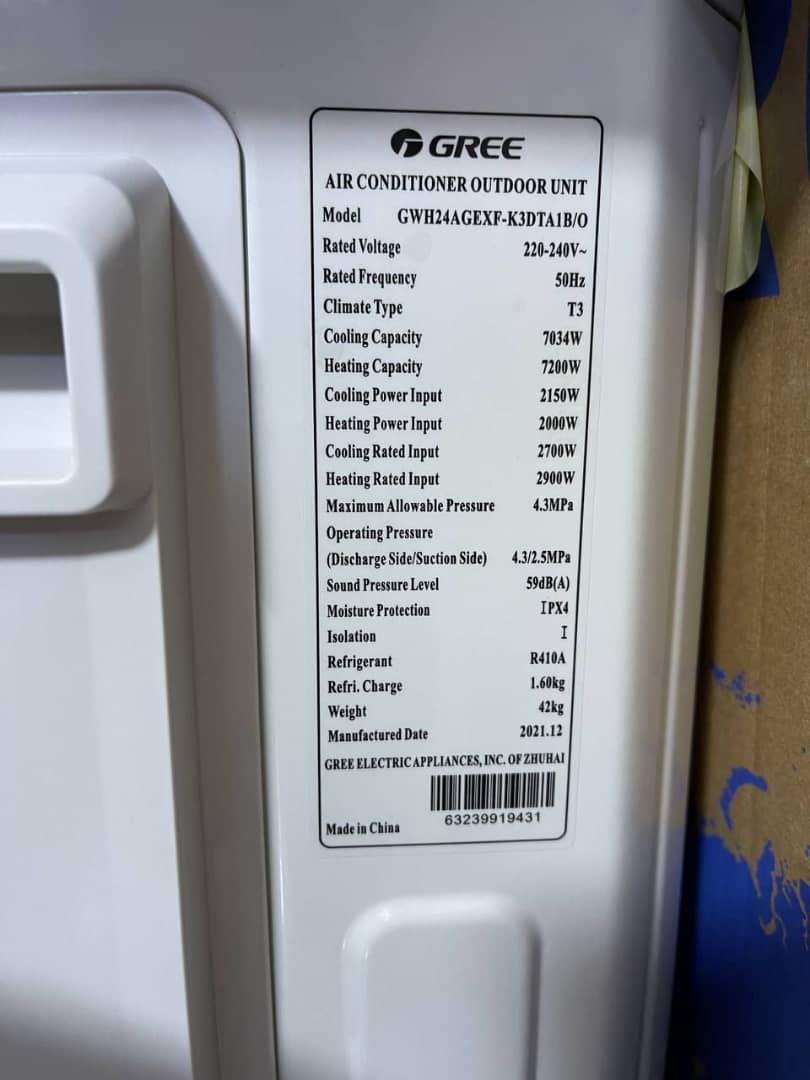 GREE
AIR CONDITIONER OUTDOOR UNIT
Model GWH24AGEXF-K3DTA1B/O
Rated Voltage 220-240V~
Rated Frequency 50Hz
Climate Type T3
Cooling Capacity 7034W
Heating Capacity 7200W
Cooling Power Input 2150W
Heating Power Input 2000W
Cooling Rated Input 2700W
Heating Rated Input 2900W
Maximum Allowable Pressure 4.3MPa
Operating Pressure
(Discharge Side/Suction Side) 4.3/2.5MPa
Sound Pressure Level 59dB(A)
Moisture Protection IPX4
Isolation I
Refrigerant R410A
Refri. Charge 1.60kg
Weight 42kg
Manufactured Date 2021.12
GREE ELECTRIC APPLIANCES, INC. OF ZHUHAI
63239919431
Made in China